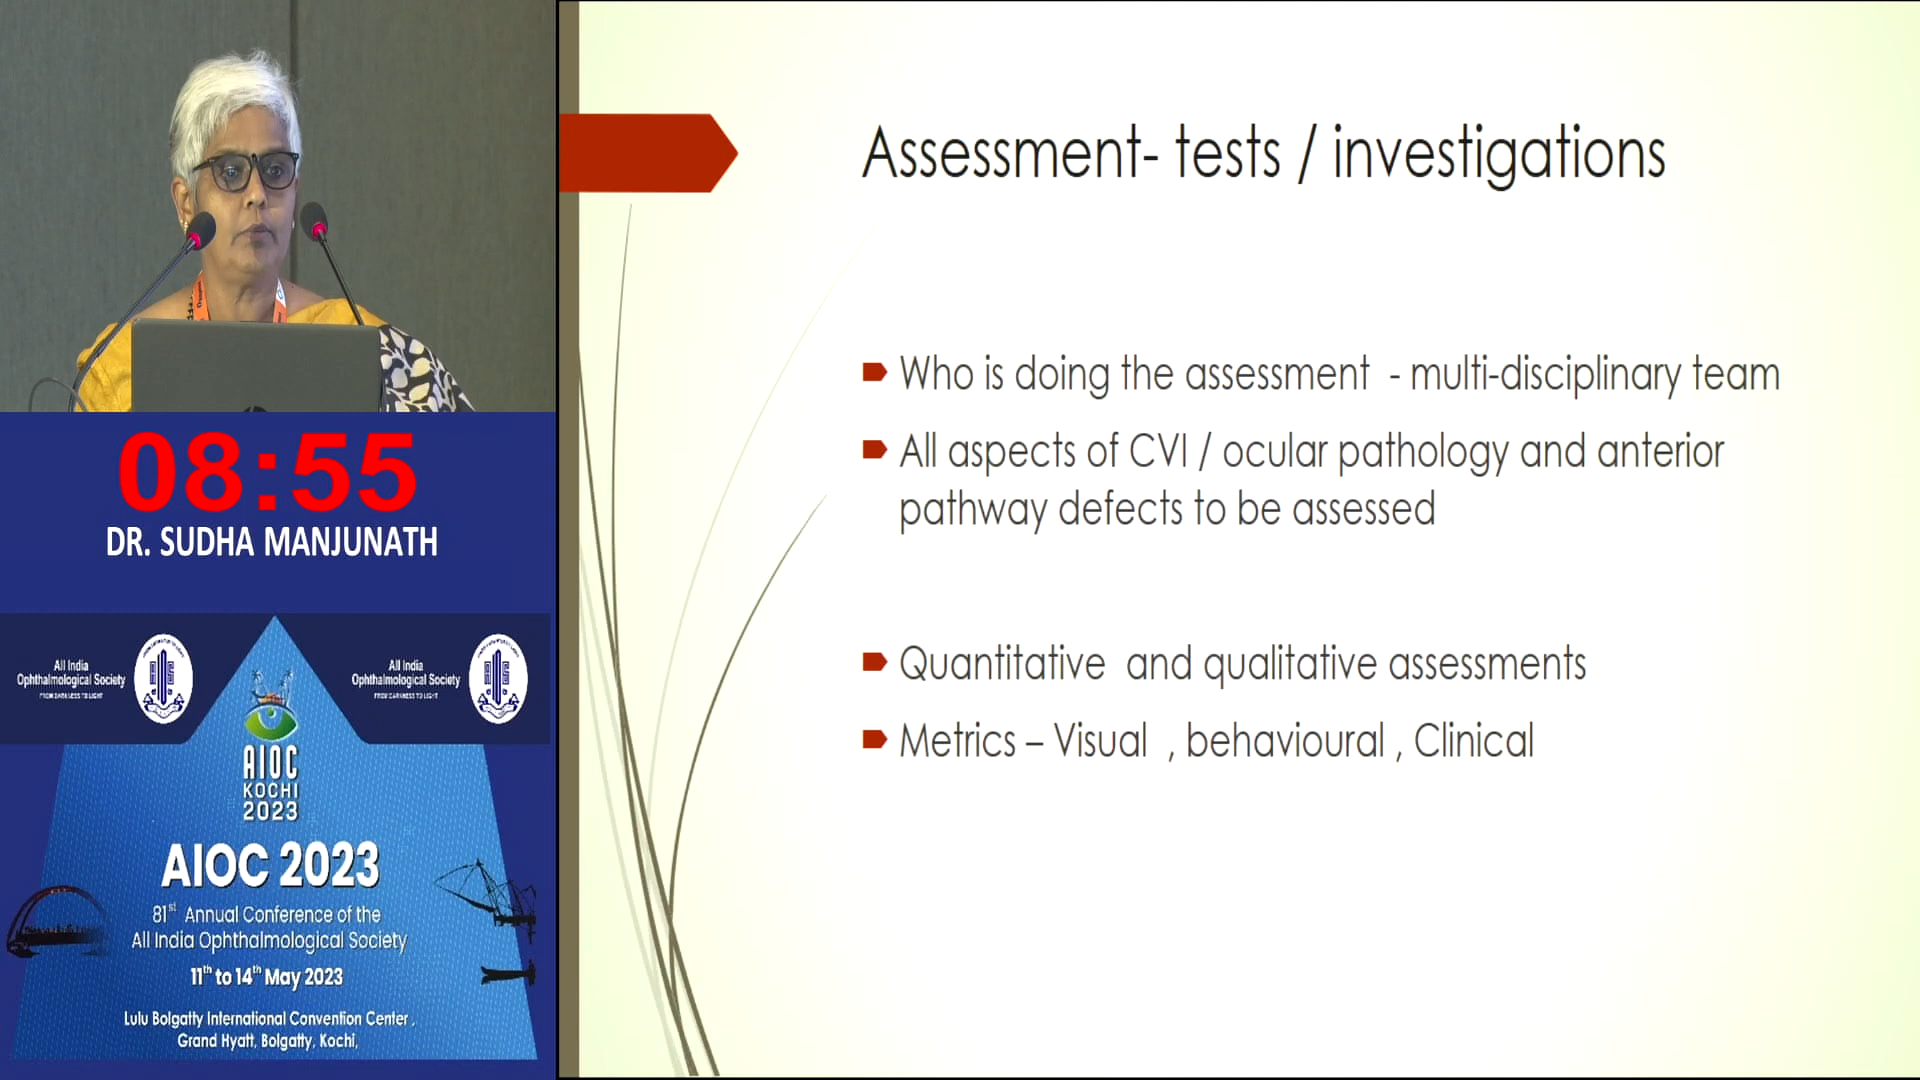 08:55
DR. SUDHA MANJUNATH
All India
Ophthalmological Society
FROM DARKNESS TO LIGHT
All India
Ophthalmological Society
FROM DARKNESS TO LIGHT
AIOC
KOCHI
2023
AIOC 2023
81st Annual Conference of the
All India Ophthalmological Society
11th to 14th May 2023
Lulu Bolgatty International Convention Center ,
Grand Hyatt, Bolgatty, Kochi,
Assessment- tests / investigations
Who is doing the assessment - multi-disciplinary team
All aspects of CVI / ocular pathology and anterior
pathway defects to be assessed
Quantitative and qualitative assessments
Metrics – Visual , behavioural , Clinical